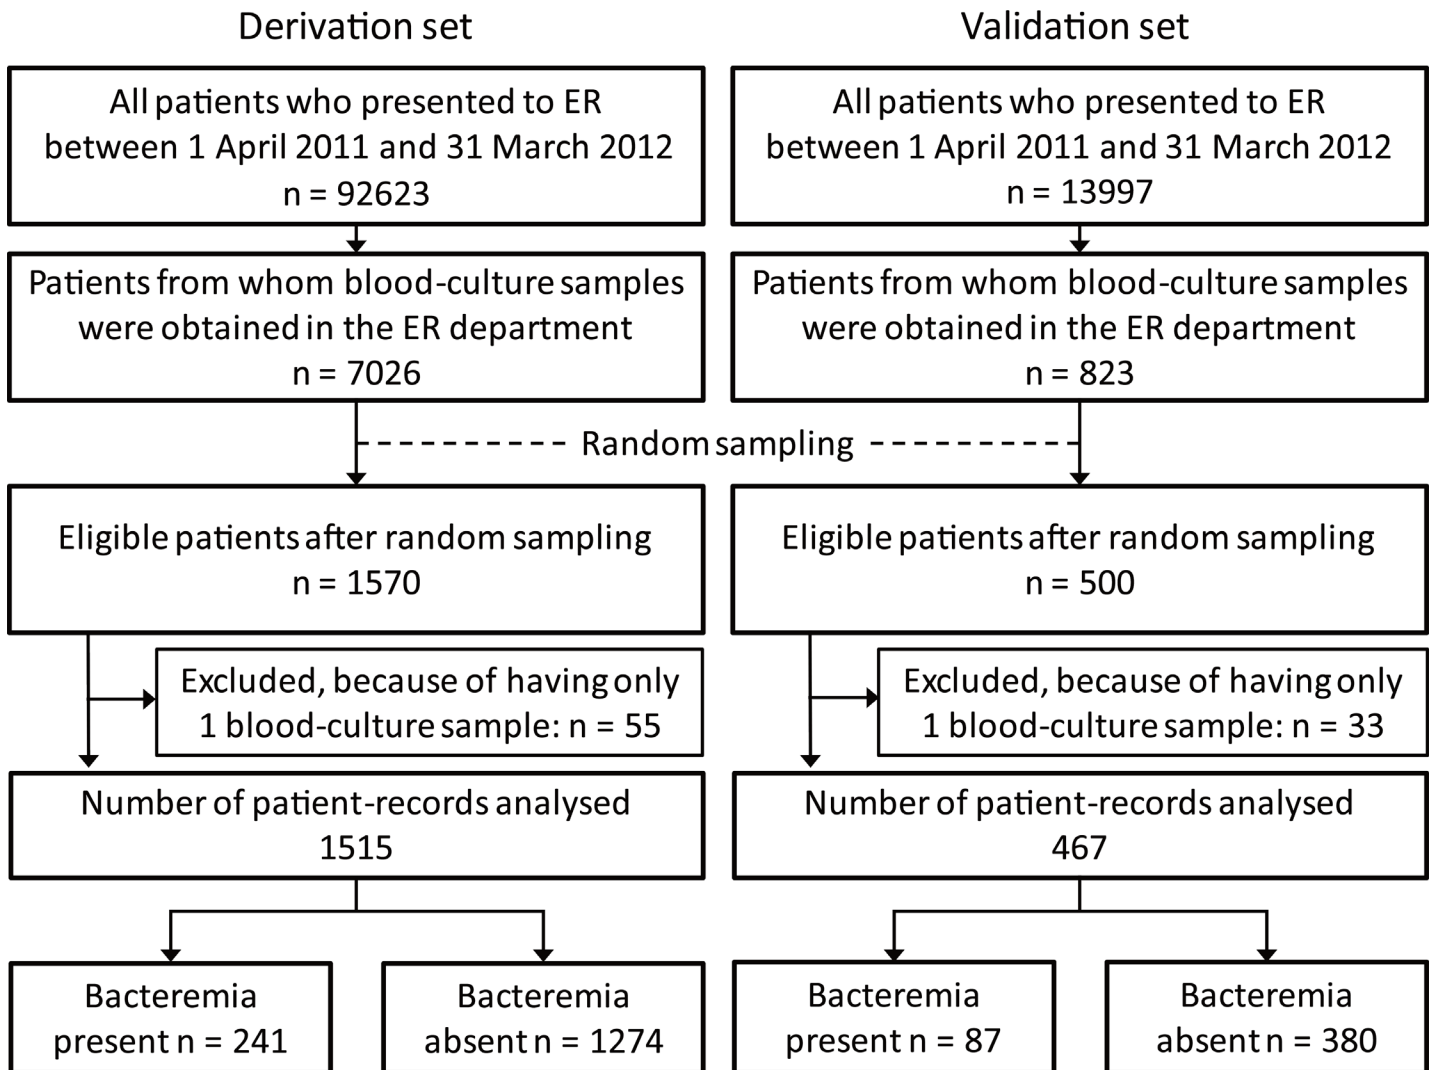 Derivation set
All patients who presented to ER
between 1 April 2011 and 31 March 2012
n = 92623
Patients from whom blood-culture samples
were obtained in the ER department
n = 7026
Validation set
All patients who presented to ER
between 1 April 2011 and 31 March 2012
n = 13997
Patients from whom blood-culture samples
were obtained in the ER department
n = 823
Random sampling
Eligible patients after random sampling
n = 1570
Excluded, because of having only
1 blood-culture sample: n = 55
Number of patient-records analysed
1515
Bacteremia
present n = 241
Bacteremia
absent n = 1274
Eligible patients after random sampling
n = 500
Excluded, because of having only
1 blood-culture sample: n = 33
Number of patient-records analysed
467
Bacteremia
present n = 87
Bacteremia
absent n = 380